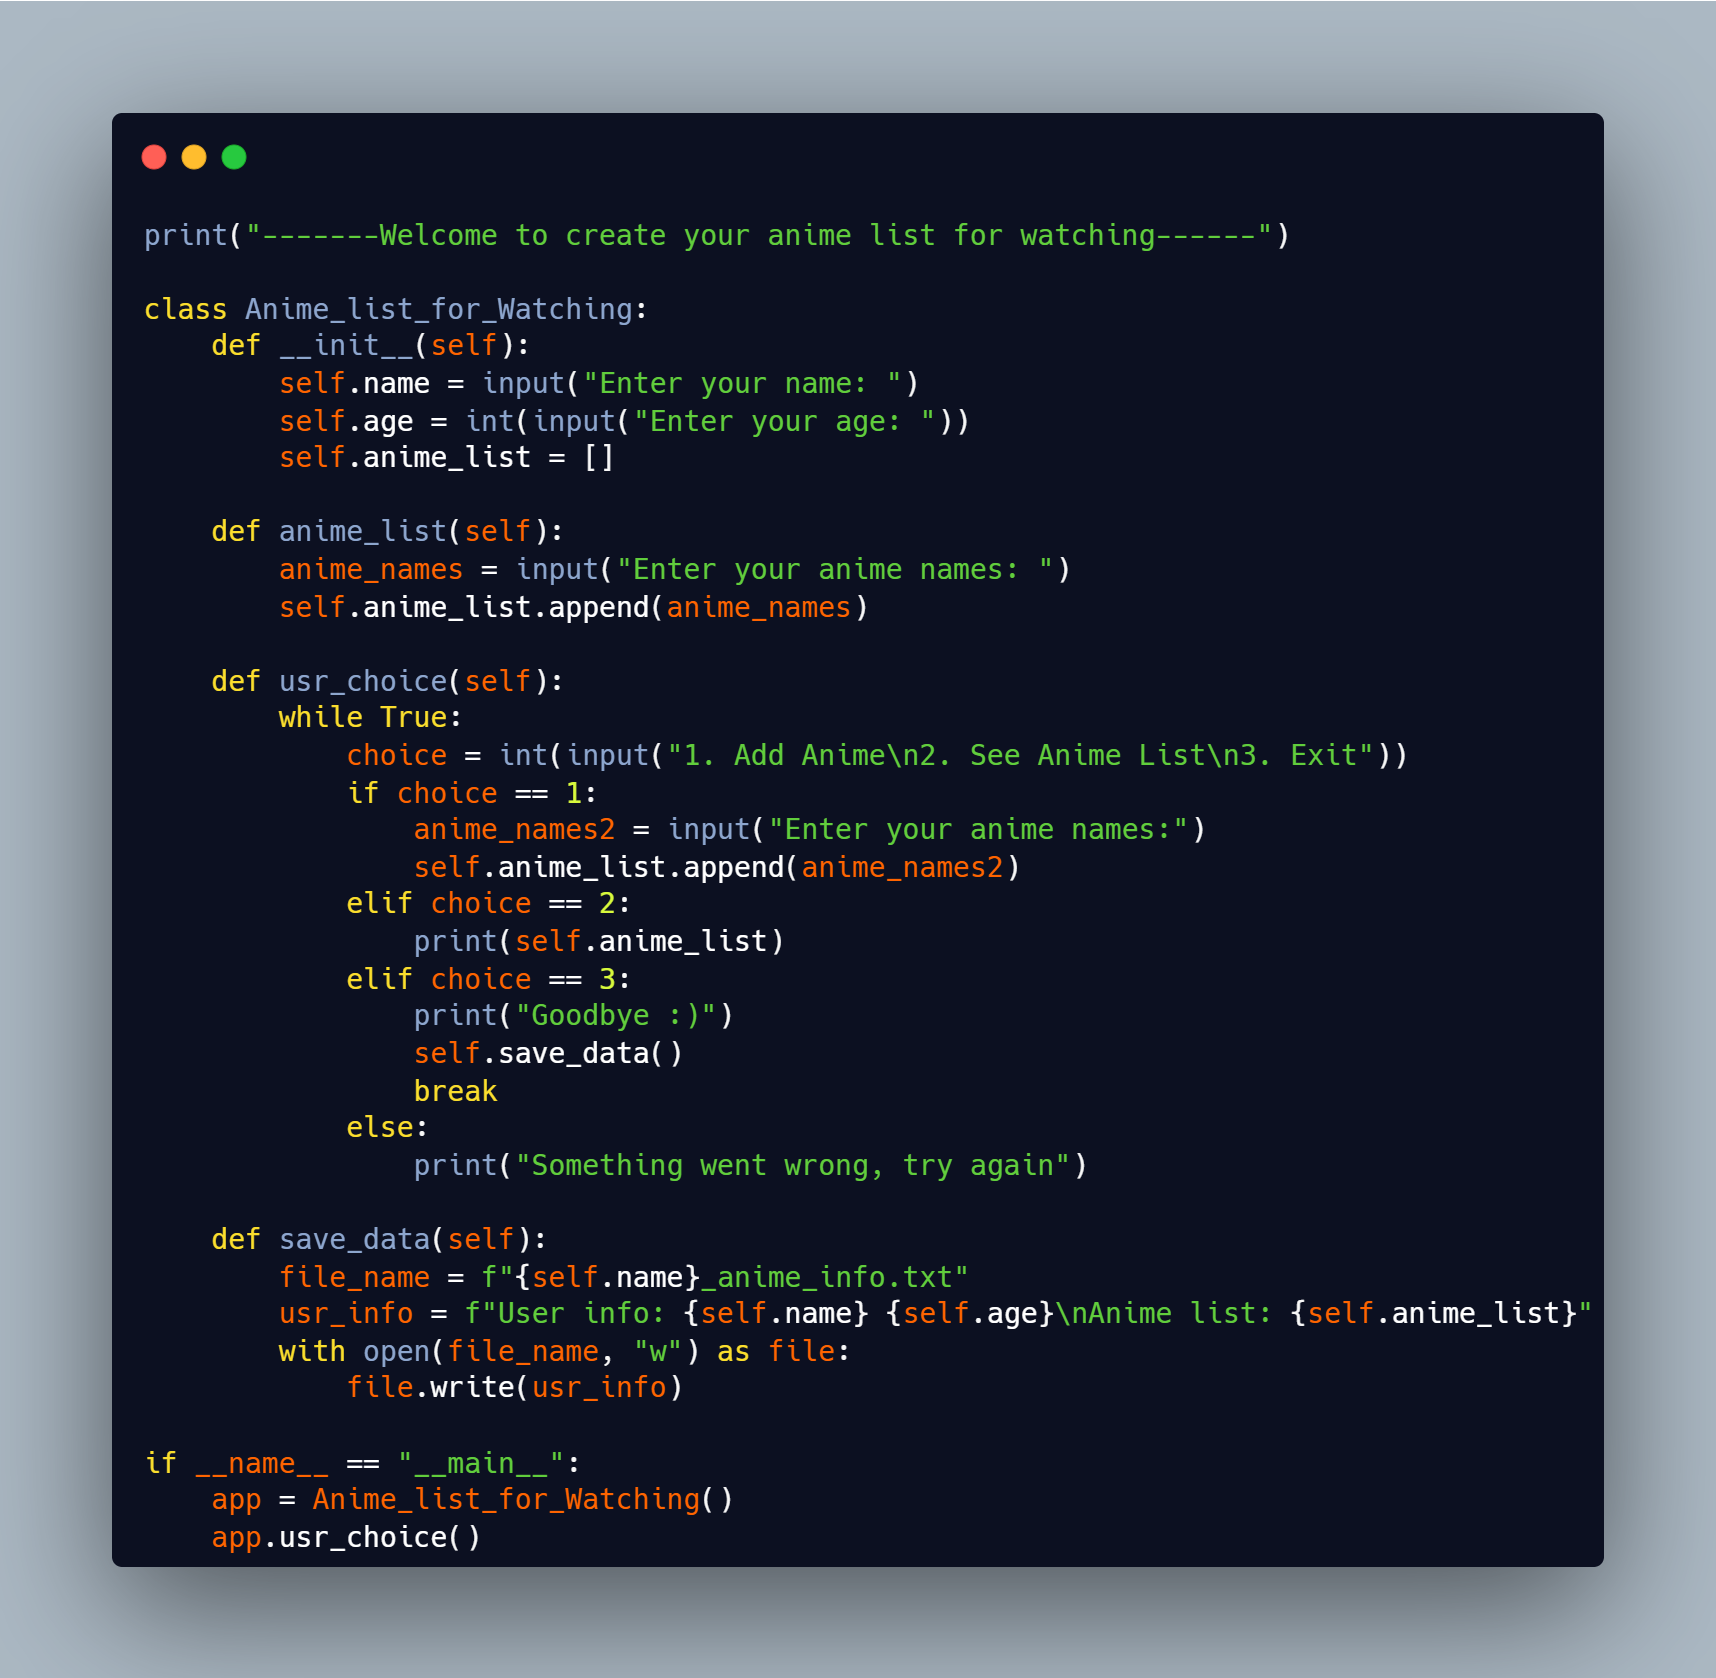 print("-------Welcome to create your anime list for watching------")

class Anime_list_for_Watching:
    def __init__(self):
        self.name = input("Enter your name: ")
        self.age = int(input("Enter your age: "))
        self.anime_list = []

    def anime_list(self):
        anime_names = input("Enter your anime names: ")
        self.anime_list.append(anime_names)

    def usr_choice(self):
        while True:
            choice = int(input("1. Add Anime\n2. See Anime List\n3. Exit"))
            if choice == 1:
                anime_names2 = input("Enter your anime names:")
                self.anime_list.append(anime_names2)
            elif choice == 2:
                print(self.anime_list)
            elif choice == 3:
                print("Goodbye :)")
                self.save_data()
                break
            else:
                print("Something went wrong, try again")

    def save_data(self):
        file_name = f"{self.name}_anime_info.txt"
        usr_info = f"User info: {self.name} {self.age}\nAnime list: {self.anime_list}"
        with open(file_name, "w") as file:
            file.write(usr_info)

if __name__ == "__main__":
    app = Anime_list_for_Watching()
    app.usr_choice()